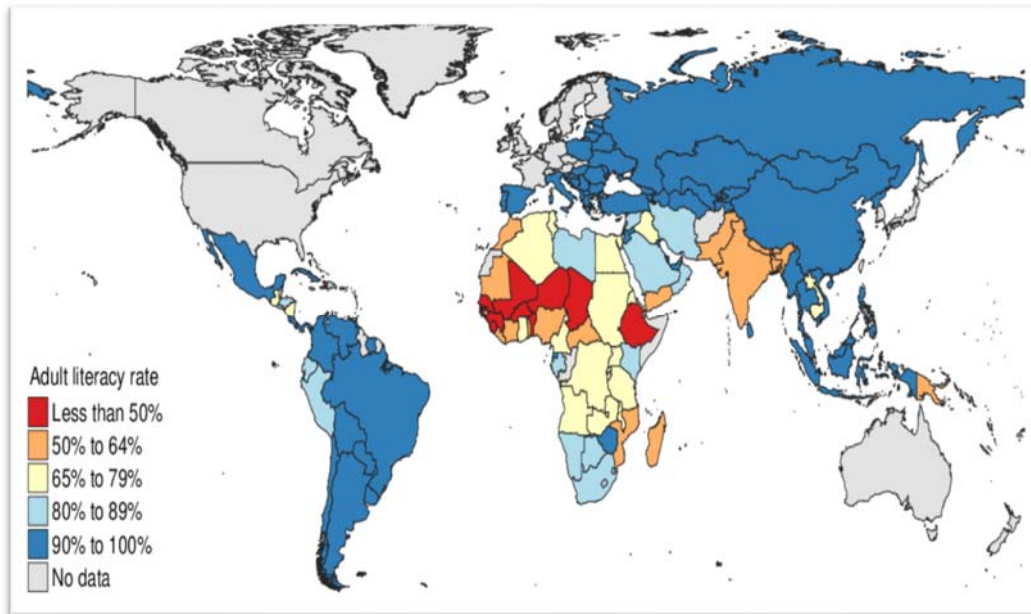 Adult literacy rate
Less than 50%
50% to 64%
65% to 79%
80% to 89%
90% to 100%
No data